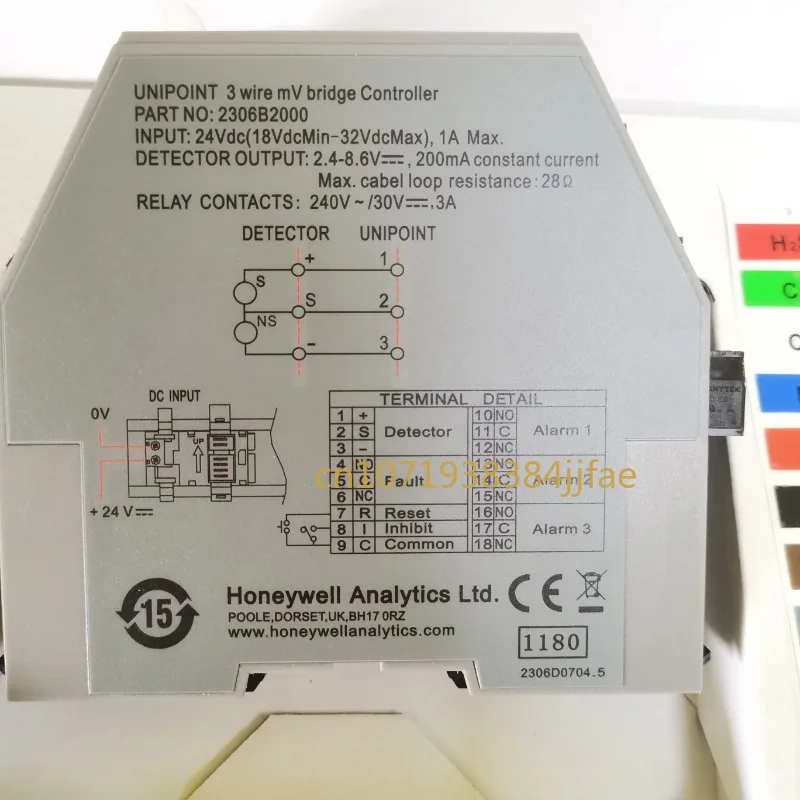 UNIPOINT 3 wire mV bridge Controller
PART NO: 2306B2000
INPUT: 24Vdc(18VdcMin-32VdcMax), 1A Max.
DETECTOR OUTPUT: 2.4-8.6V⎓, 200mA constant current
Max. cabel loop resistance: 28Ω
RELAY CONTACTS: 240V ~/30V⎓,3A
DETECTOR UNIPOINT
+ 1
S
S 2
NS
- 3
DC INPUT
0V
UP
+ 24 V⎓
TERMINAL DETAIL
1 + Detector 10 NO Alarm 1
2 S 11 C
3 - 12 NC
4 NO Fault 13 NO Alarm 2
5 14
6 NC 15 NC
7 R Reset 16 NO Alarm 3
8 I Inhibit 17 C
9 C Common 18 NC
cn1071938384jjfae
15
Honeywell Analytics Ltd. CE
POOLE,DORSET,UK,BH17 0RZ
www.honeywellanalytics.com
1180
2306D0704.5